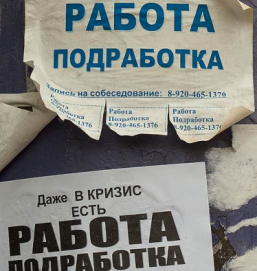 РАБОТА
ПОДРАБОТКА
Запись на собеседование: 8-920-465-1376
Работа
Подработка
8-920-465-1376
Работа
Подработка
8-920-465-1376
Работа
Подработка
8-920-465-1376
Даже В КРИЗИС
ЕСТЬ
РАБОТА
ПОДРАБОТКА